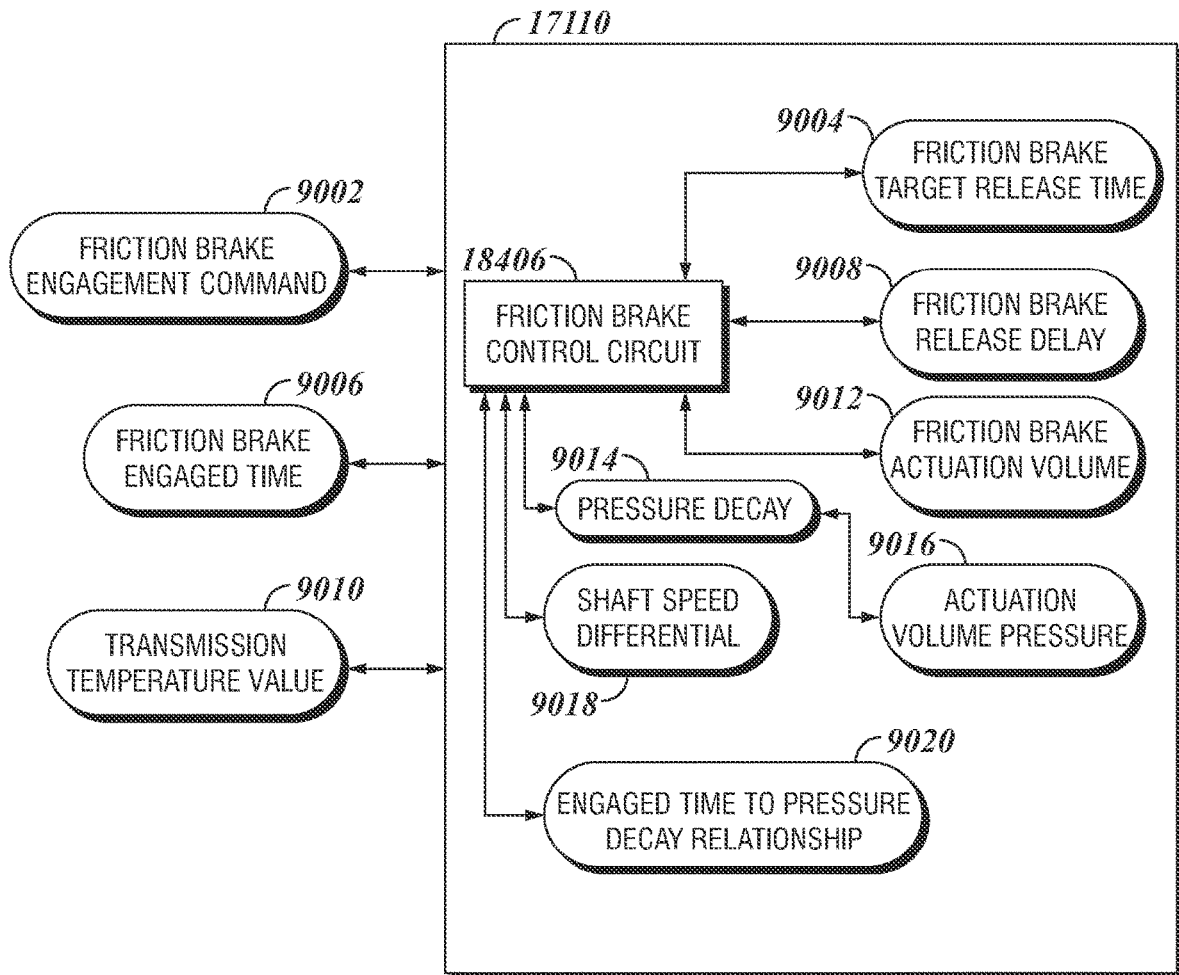 17110
9004
FRICTION BRAKE
TARGET RELEASE TIME
9002
FRICTION BRAKE
ENGAGEMENT COMMAND
18406
FRICTION BRAKE
CONTROL CIRCUIT
9008
FRICTION BRAKE
RELEASE DELAY
9006
FRICTION BRAKE
ENGAGED TIME
9012
FRICTION BRAKE
ACTUATION VOLUME
9014
PRESSURE DECAY
9016
ACTUATION
VOLUME PRESSURE
9010
TRANSMISSION
TEMPERATURE VALUE
SHAFT SPEED
DIFFERENTIAL
9018
9020
ENGAGED TIME TO PRESSURE
DECAY RELATIONSHIP